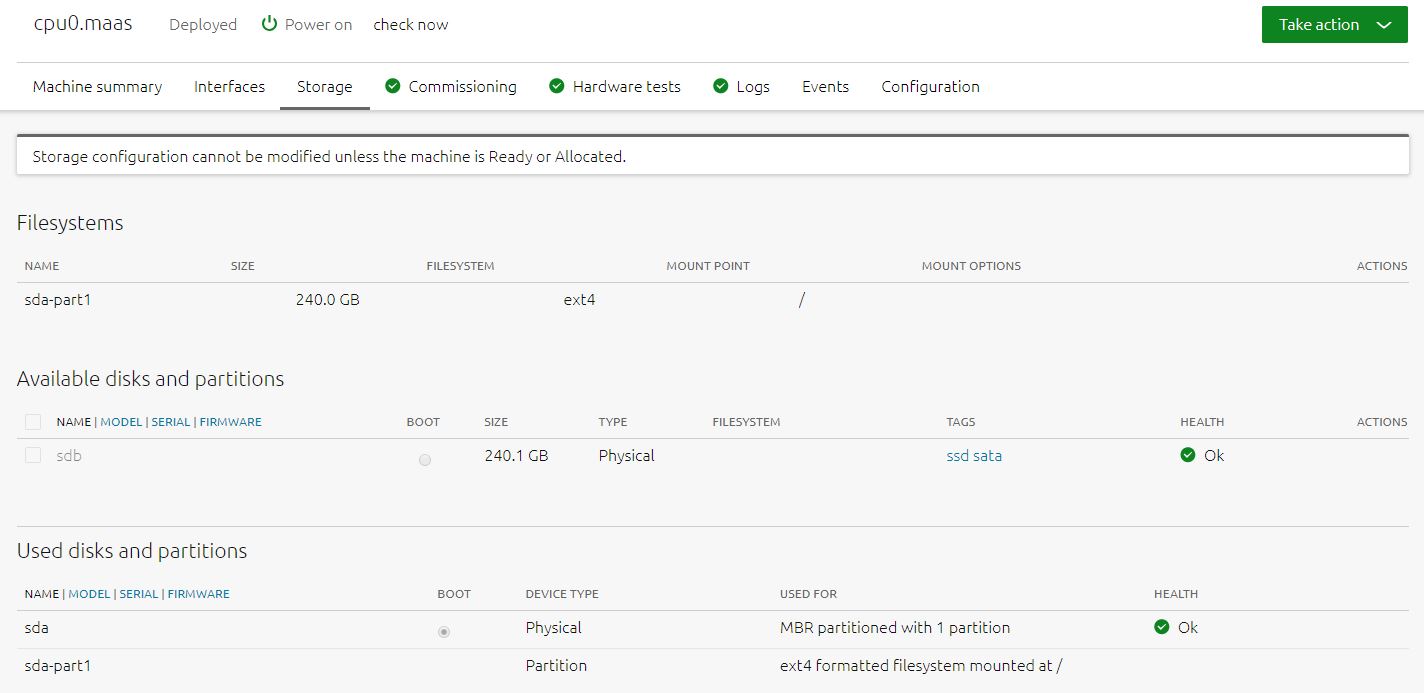 cpu0.maas Deployed Power on check now Take action
Machine summary Interfaces Storage Commissioning Hardware tests Logs Events Configuration
Storage configuration cannot be modified unless the machine is Ready or Allocated.
Filesystems
NAME SIZE FILESYSTEM MOUNT POINT MOUNT OPTIONS ACTIONS
sda-part1 240.0 GB ext4 /
Available disks and partitions
NAME | MODEL | SERIAL | FIRMWARE BOOT SIZE TYPE FILESYSTEM TAGS HEALTH ACTIONS
sdb 240.1 GB Physical ssd sata Ok
Used disks and partitions
NAME | MODEL | SERIAL | FIRMWARE BOOT DEVICE TYPE USED FOR HEALTH
sda Physical MBR partitioned with 1 partition Ok
sda-part1 Partition ext4 formatted filesystem mounted at /